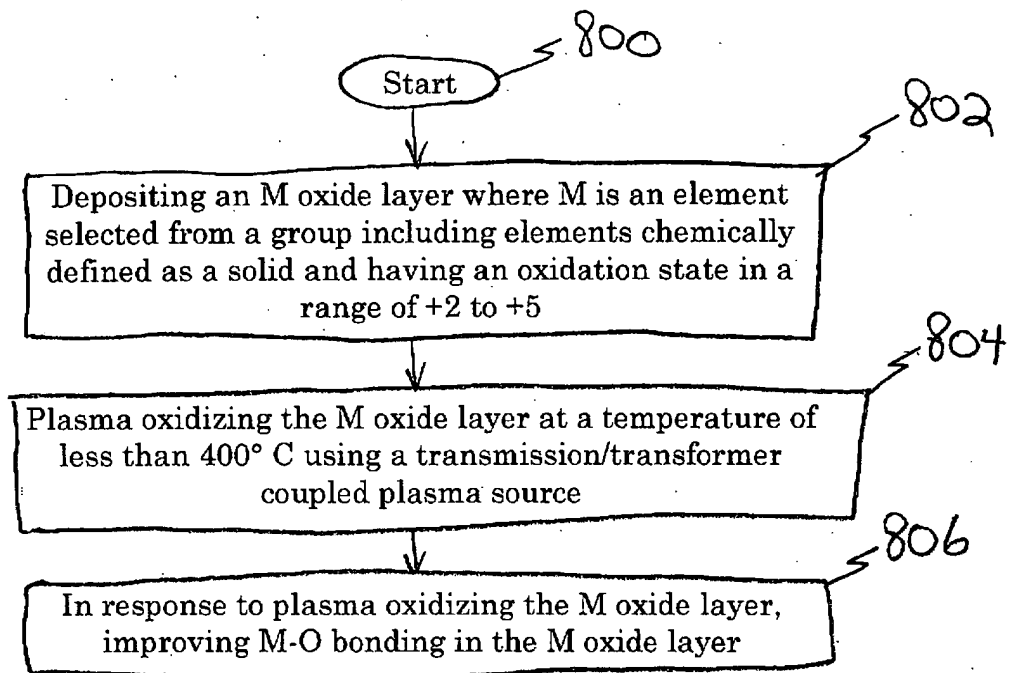 800
Start
802
Depositing an M oxide layer where M is an element
selected from a group including elements chemically
defined as a solid and having an oxidation state in a
range of +2 to +5
804
Plasma oxidizing the M oxide layer at a temperature of
less than 400° C using a transmission/transformer
coupled plasma source
806
In response to plasma oxidizing the M oxide layer,
improving M-O bonding in the M oxide layer